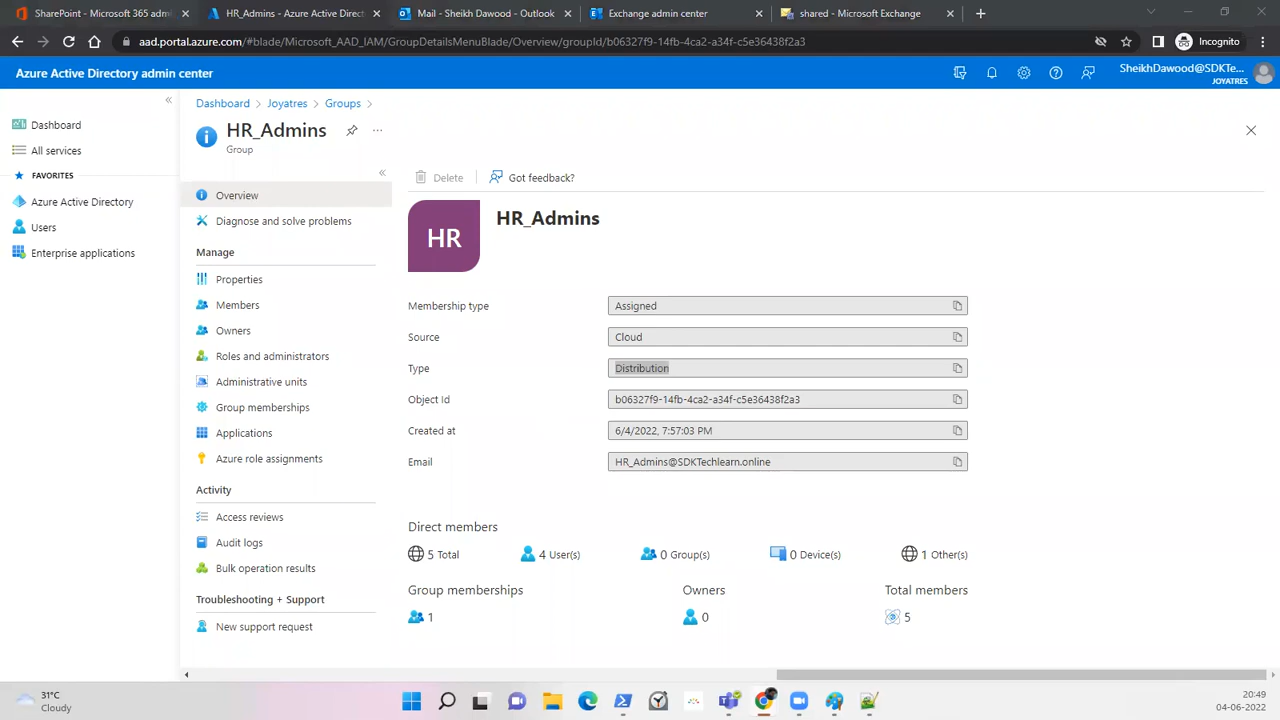 SharePoint - Microsoft 365 admi
HR_Admins - Azure Active Direct
Mail - Sheikh Dawood - Outlook
Exchange admin center
shared - Microsoft Exchange
aad.portal.azure.com/#blade/Microsoft_AAD_IAM/GroupDetailsMenuBlade/Overview/groupId/b06327f9-14fb-4ca2-a34f-c5e36438f2a3
Incognito
Azure Active Directory admin center
SheikhDawood@SDKTe...
JOYATRES
Dashboard
All services
FAVORITES
Azure Active Directory
Users
Enterprise applications
Dashboard > Joyatres > Groups >
HR_Admins
Group
Overview
Diagnose and solve problems
Manage
Properties
Members
Owners
Roles and administrators
Administrative units
Group memberships
Applications
Azure role assignments
Activity
Access reviews
Audit logs
Bulk operation results
Troubleshooting + Support
New support request
Delete
Got feedback?
HR
HR_Admins
Membership type Assigned
Source Cloud
Type Distribution
Object Id b06327f9-14fb-4ca2-a34f-c5e36438f2a3
Created at 6/4/2022, 7:57:03 PM
Email HR_Admins@SDKTechlearn.online
Direct members
5 Total 4 User(s) 0 Group(s) 0 Device(s) 1 Other(s)
Group memberships Owners Total members
1 0 5
31°C
Cloudy
20:49
04-06-2022